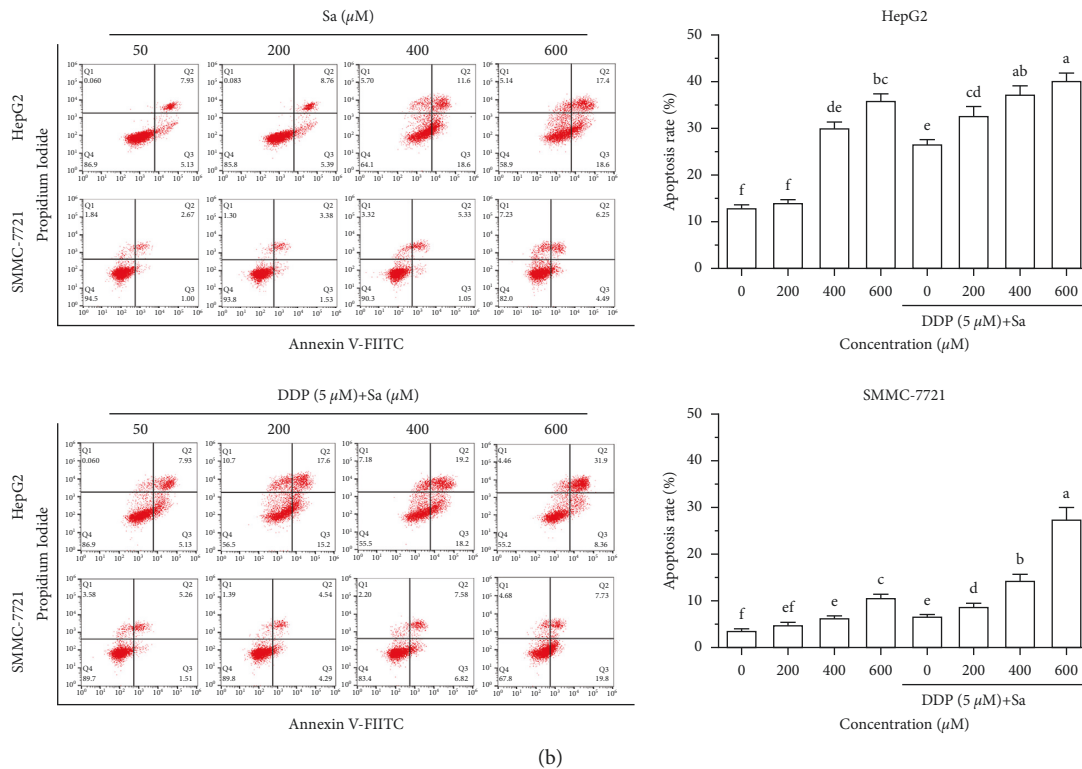 Sa (μM)
50 200 400 600
HepG2
SMMC-7721
Propidium Iodide
Q1 0.060 Q2 7.93 Q4 86.9 Q3 5.13
Q1 0.083 Q2 8.76 Q4 85.8 Q3 5.39
Q1 5.70 Q2 11.6 Q4 64.1 Q3 18.6
Q1 5.14 Q2 17.4 Q4 58.9 Q3 18.6
Q1 1.84 Q2 2.67 Q4 94.5 Q3 1.00
Q1 1.30 Q2 3.38 Q4 93.8 Q3 1.53
Q1 3.32 Q2 5.33 Q4 90.3 Q3 1.05
Q1 7.23 Q2 6.25 Q4 82.0 Q3 4.49
10⁰ 10¹ 10² 10³ 10⁴ 10⁵ 10⁶
Annexin V-FIITC
HepG2
Apoptosis rate (%)
50
40
30
20
10
0
f f de bc e cd ab a
0 200 400 600 0 200 400 600
DDP (5 μM)+Sa
Concentration (μM)
DDP (5 μM)+Sa (μM)
50 200 400 600
HepG2
SMMC-7721
Propidium Iodide
Q1 0.060 Q2 7.93 Q4 86.9 Q3 5.13
Q1 10.7 Q2 17.6 Q4 56.5 Q3 15.2
Q1 7.18 Q2 19.2 Q4 55.5 Q3 18.2
Q1 4.46 Q2 31.9 Q4 55.2 Q3 8.36
Q1 3.58 Q2 5.26 Q4 89.7 Q3 1.51
Q1 1.39 Q2 4.54 Q4 89.8 Q3 4.29
Q1 2.20 Q2 7.58 Q4 83.4 Q3 6.82
Q1 4.68 Q2 7.73 Q4 67.8 Q3 19.8
10⁰ 10¹ 10² 10³ 10⁴ 10⁵ 10⁶
Annexin V-FIITC
SMMC-7721
Apoptosis rate (%)
50
40
30
20
10
0
f ef e c e d b a
0 200 400 600 0 200 400 600
DDP (5 μM)+Sa
Concentration (μM)
(b)